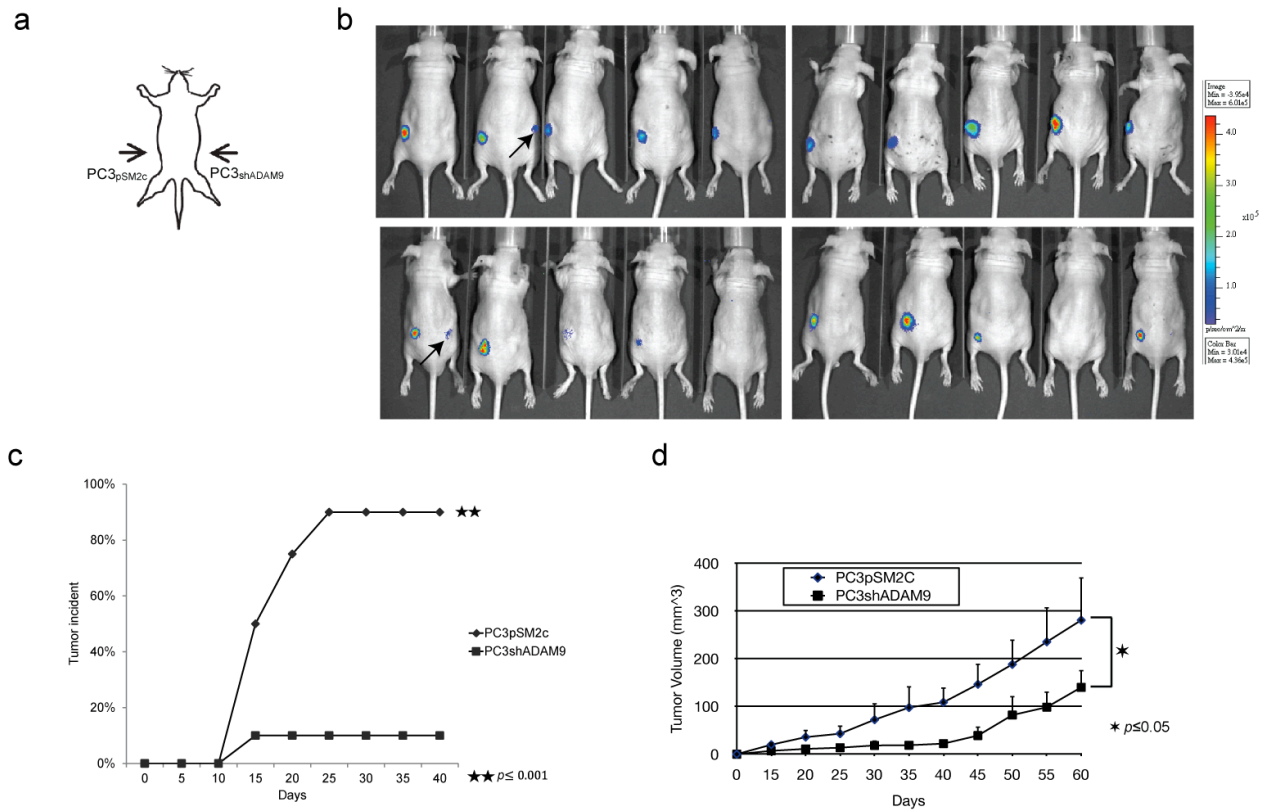 a
PC3pSM2c
PC3shADAM9
b
Image
Min = -3.95e4
Max = 6.01e5
4.0
3.0
x10^5
2.0
1.0
p/sec/cm^2/sr
Color Bar
Min = 3.01e4
Max = 4.36e5
c
100%
80%
60%
40%
20%
0%
Tumor incident
0 5 10 15 20 25 30 35 40
Days
★★
PC3pSM2c
PC3shADAM9
★★ p≤ 0.001
d
400
300
200
100
0
Tumor Volume (mm^3)
PC3pSM2C
PC3shADAM9
0 15 20 25 30 35 40 45 50 55 60
Days
★
★ p≤0.05